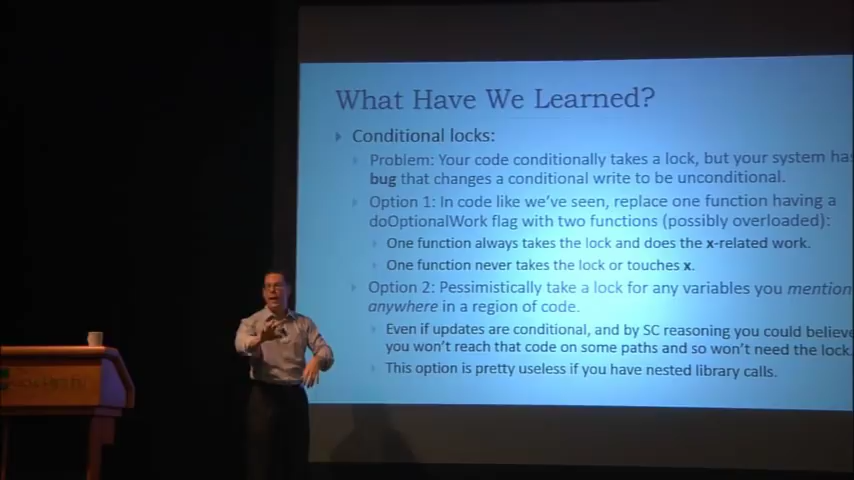 What Have We Learned?
Conditional locks:
Problem: Your code conditionally takes a lock, but your system has
bug that changes a conditional write to be unconditional.
Option 1: In code like we've seen, replace one function having a
doOptionalWork flag with two functions (possibly overloaded):
One function always takes the lock and does the x-related work.
One function never takes the lock or touches x.
Option 2: Pessimistically take a lock for any variables you mention
anywhere in a region of code.
Even if updates are conditional, and by SC reasoning you could believe
you won't reach that code on some paths and so won't need the lock.
This option is pretty useless if you have nested library calls.